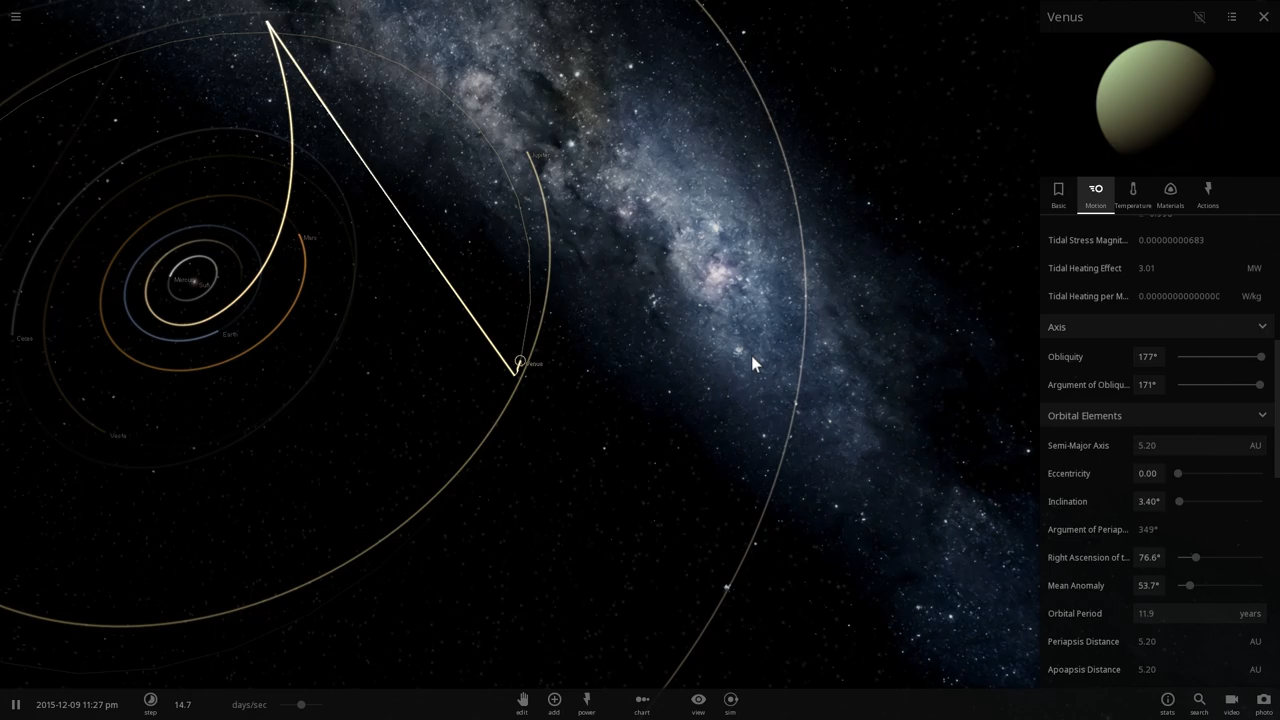 Venus
Jupiter
Mars
Sun
Earth
Venus
Ceres
Vesta
Basic
Motion
Temperature
Materials
Actions
Tidal Stress Magnit... 0.00000000683
Tidal Heating Effect 3.01 MW
Tidal Heating per M... 0.000000000000000 W/kg
Axis
Obliquity 177°
Argument of Obliqu... 171°
Orbital Elements
Semi-Major Axis 5.20 AU
Eccentricity 0.00
Inclination 3.40°
Argument of Periap... 349°
Right Ascension of t... 76.6°
Mean Anomaly 53.7°
Orbital Period 11.9 years
Periapsis Distance 5.20 AU
Apoapsis Distance 5.20 AU
2015-12-09 11:27 pm
step
14.7 days/sec
edit
add
power
chart
view
sim
stats
search
video
photo